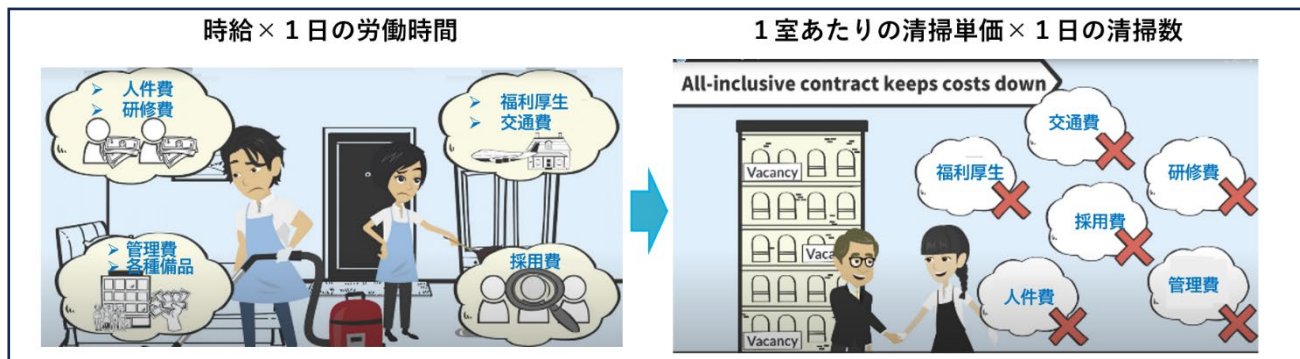 時給×１日の労働時間
➢ 人件費
➢ 研修費
➢ 福利厚生
➢ 交通費
➢ 管理費
➢ 各種備品
採用費
１室あたりの清掃単価×１日の清掃数
All-inclusive contract keeps costs down
交通費
福利厚生
研修費
採用費
人件費
管理費
Vacancy
Vaca
Vacancy